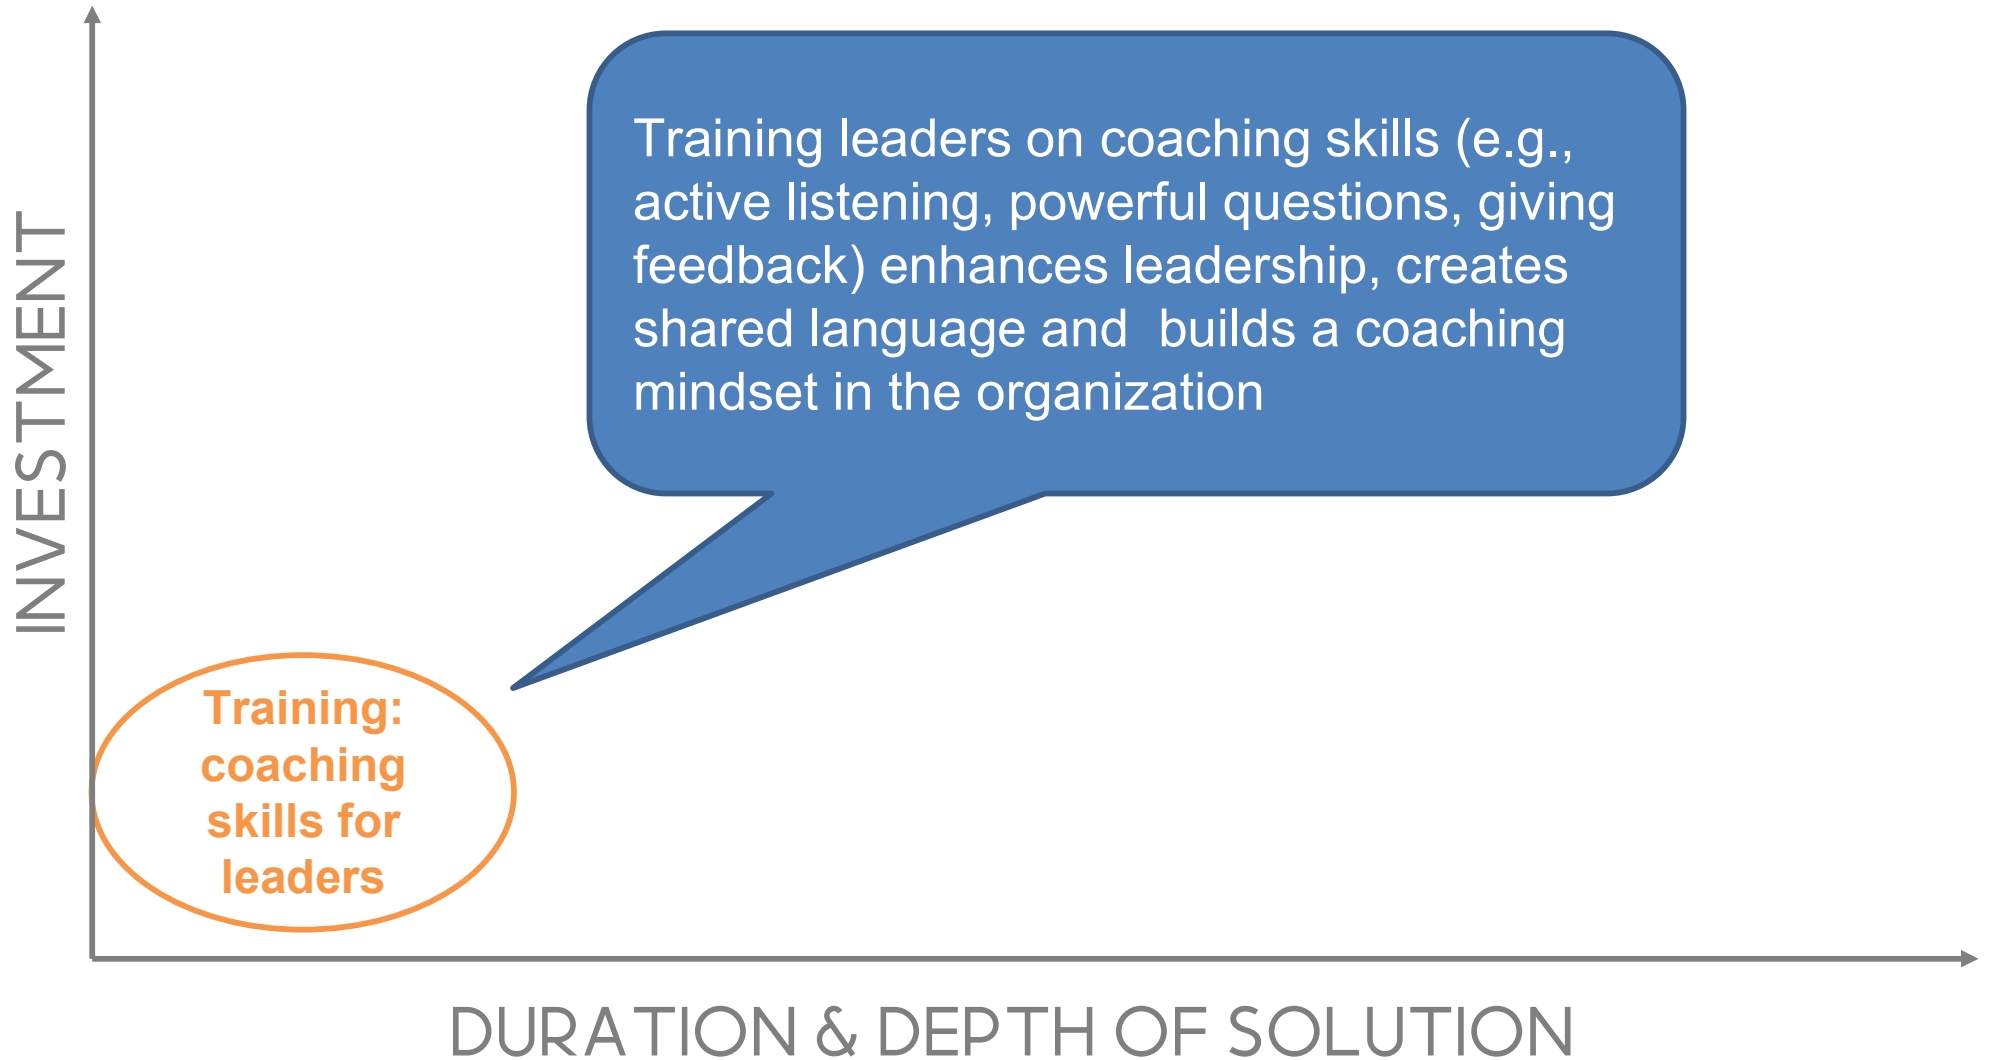 INVESTMENT
Training leaders on coaching skills (e.g.,
active listening, powerful questions, giving
feedback) enhances leadership, creates
shared language and  builds a coaching
mindset in the organization
Training:
coaching
skills for
leaders
DURATION & DEPTH OF SOLUTION